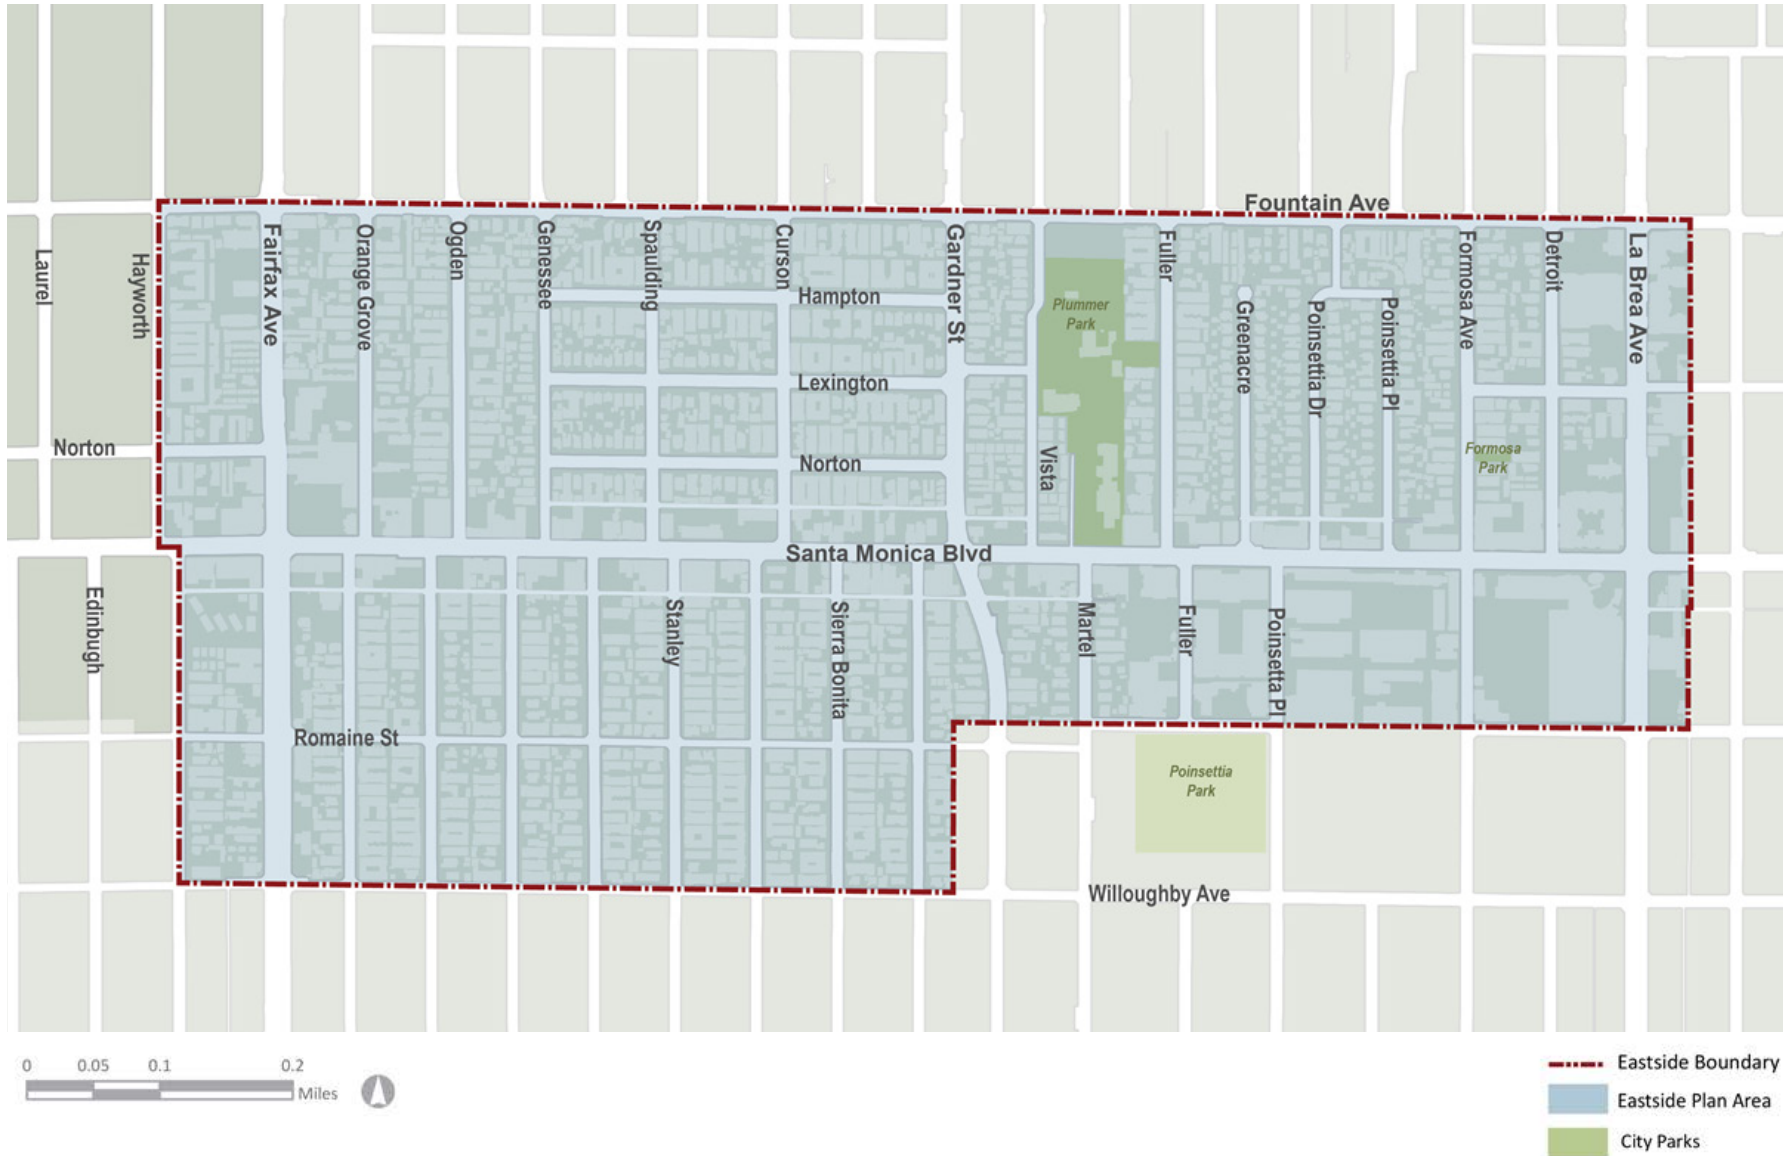 Fountain Ave
Laurel
Hayworth
Fairfax Ave
Orange Grove
Ogden
Genessee
Spaulding
Curson
Gardner St
Fuller
Formosa Ave
Detroit
La Brea Ave
Hampton
Plummer
Park
Greenacre
Poinsettia Dr
Poinsettia Pl
Lexington
Norton
Norton
Vista
Formosa
Park
Santa Monica Blvd
Edinbugh
Stanley
Sierra Bonita
Martel
Fuller
Poinsetta Pl
Romaine St
Poinsettia
Park
Willoughby Ave
0 0.05 0.1 0.2
Miles
Eastside Boundary
Eastside Plan Area
City Parks